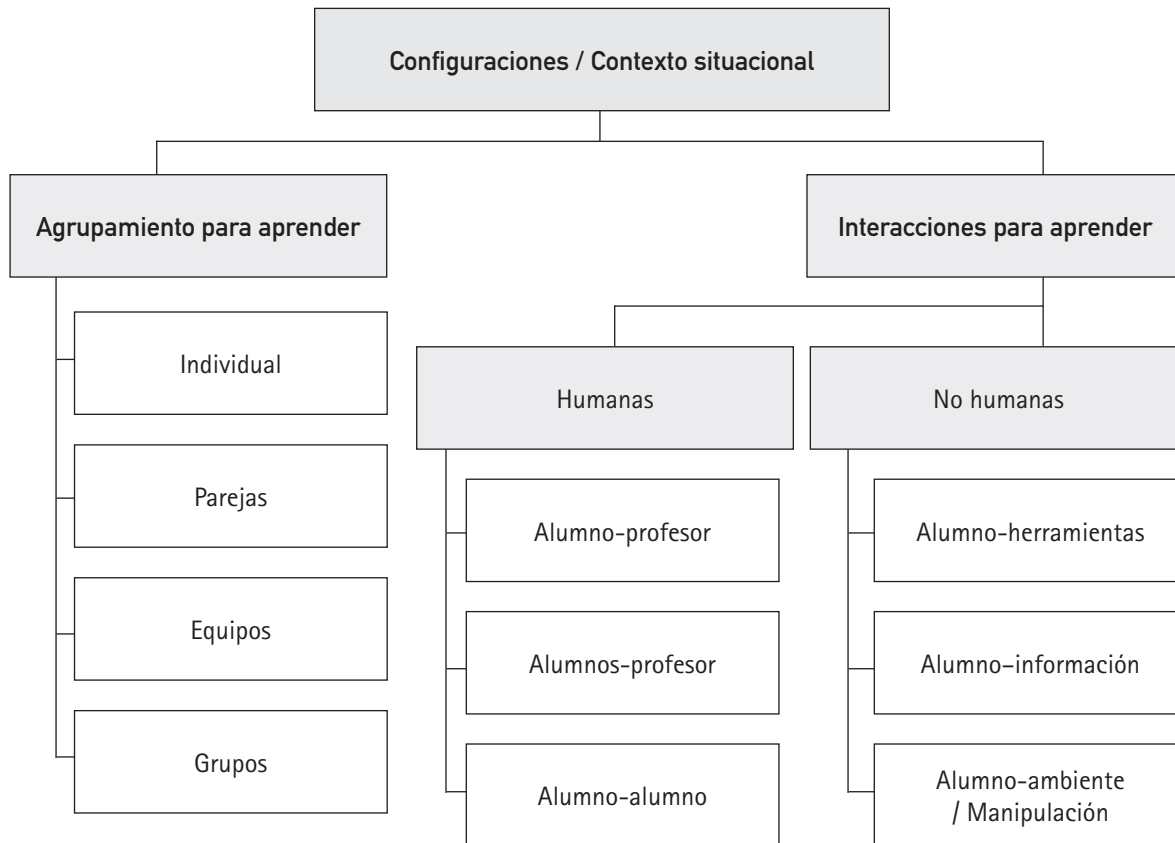 Configuraciones / Contexto situacional
Agrupamiento para aprender
Interacciones para aprender
Individual
Parejas
Equipos
Grupos
Humanas
Alumno-profesor
Alumnos-profesor
Alumno-alumno
No humanas
Alumno-herramientas
Alumno-información
Alumno-ambiente
/ Manipulación